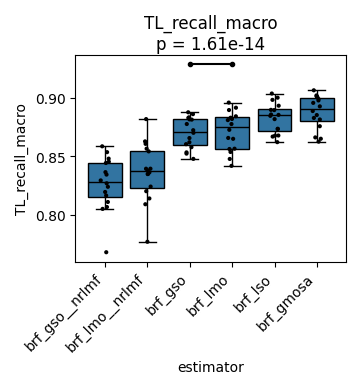 TL_recall_macro
p = 1.61e-14
TL_recall_macro
0.90
0.85
0.80
brf_gso__nrlmf
brf_lmo__nrlmf
brf_gso
brf_lmo
brf_lso
brf_gmosa
estimator